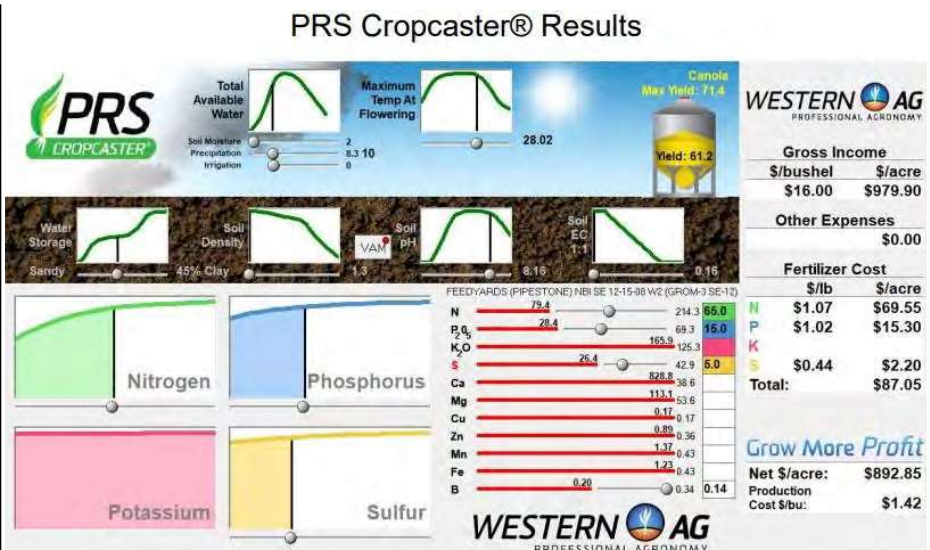 PRS Cropcaster® Results
PRS
CROPCASTER®
Total
Available
Water
Soil Moisture 2
Precipitation 8.3 10
Irrigation 0
Maximum
Temp At
Flowering
28.02
Canola
Max Yield: 71.4
Yield: 61.2
Water
Storage
Sandy 45% Clay
Soil
Density
1.3
VAM
Soil
pH
8.16
Soil
EC
1:1
0.16
Nitrogen
Phosphorus
Potassium
Sulfur
FEEDYARDS (PIPESTONE) NBI SE 12-15-08 W2 (GROM-3 SE-12)
N 79.4 214.3 65.0
P2O5 28.4 69.3 15.0
K2O 165.9 125.3
S 26.4 42.9 5.0
Ca 828.8 38.6
Mg 113.1 53.6
Cu 0.17 0.17
Zn 0.89 0.36
Mn 1.37 0.43
Fe 1.23 0.43
B 0.20 0.34 0.14
WESTERN AG
PROFESSIONAL AGRONOMY
WESTERN AG
PROFESSIONAL AGRONOMY
Gross Income
$/bushel $/acre
$16.00 $979.90
Other Expenses
$0.00
Fertilizer Cost
$/lb $/acre
N $1.07 $69.55
P $1.02 $15.30
K
S $0.44 $2.20
Total: $87.05
Grow More Profit
Net $/acre: $892.85
Production
Cost $/bu: $1.42